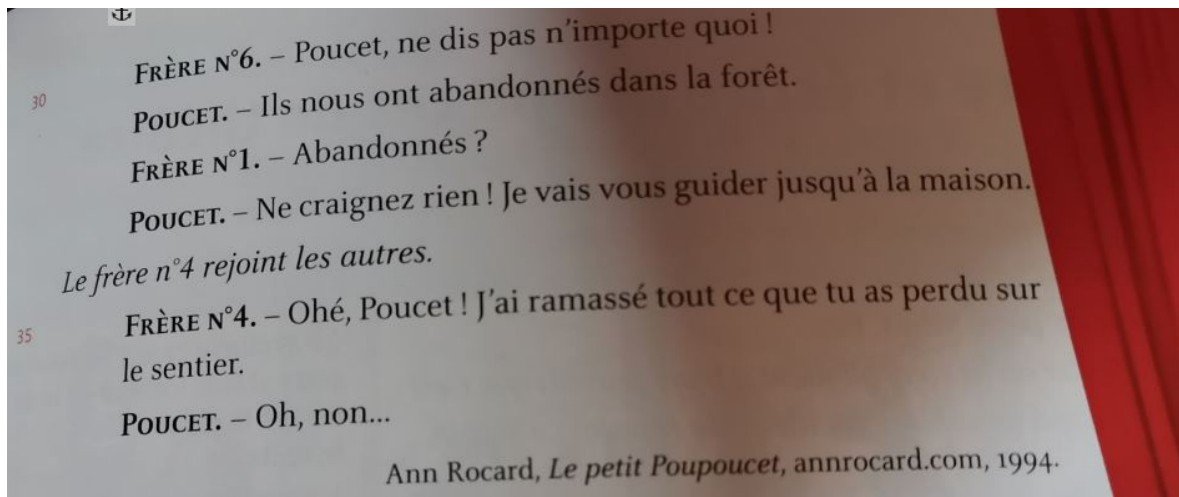 FRÈRE N°6. – Poucet, ne dis pas n'importe quoi !
30 POUCET. – Ils nous ont abandonnés dans la forêt.
FRÈRE N°1. – Abandonnés ?
POUCET. – Ne craignez rien ! Je vais vous guider jusqu'à la maison.
Le frère n°4 rejoint les autres.
35 FRÈRE N°4. – Ohé, Poucet ! J'ai ramassé tout ce que tu as perdu sur
le sentier.
POUCET. – Oh, non...
Ann Rocard, Le petit Poupoucet, annrocard.com, 1994.